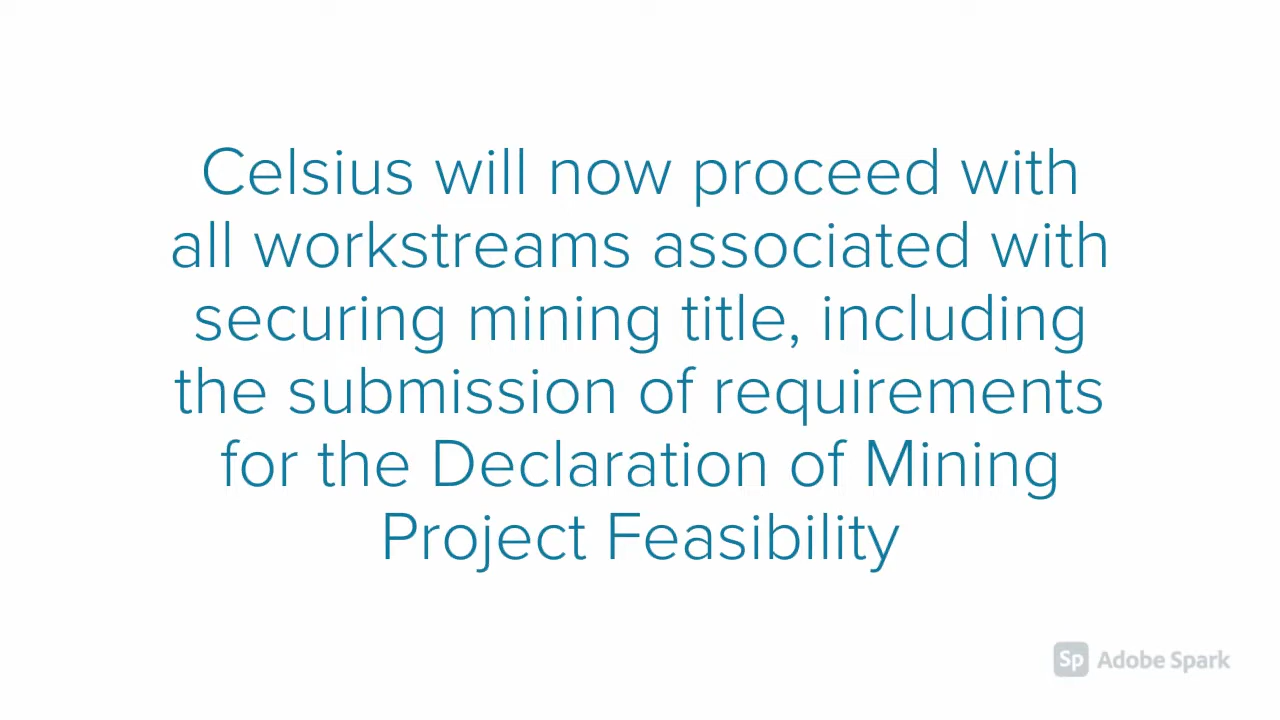 Celsius will now proceed with
all workstreams associated with
securing mining title, including
the submission of requirements
for the Declaration of Mining
Project Feasibility
Sp Adobe Spark